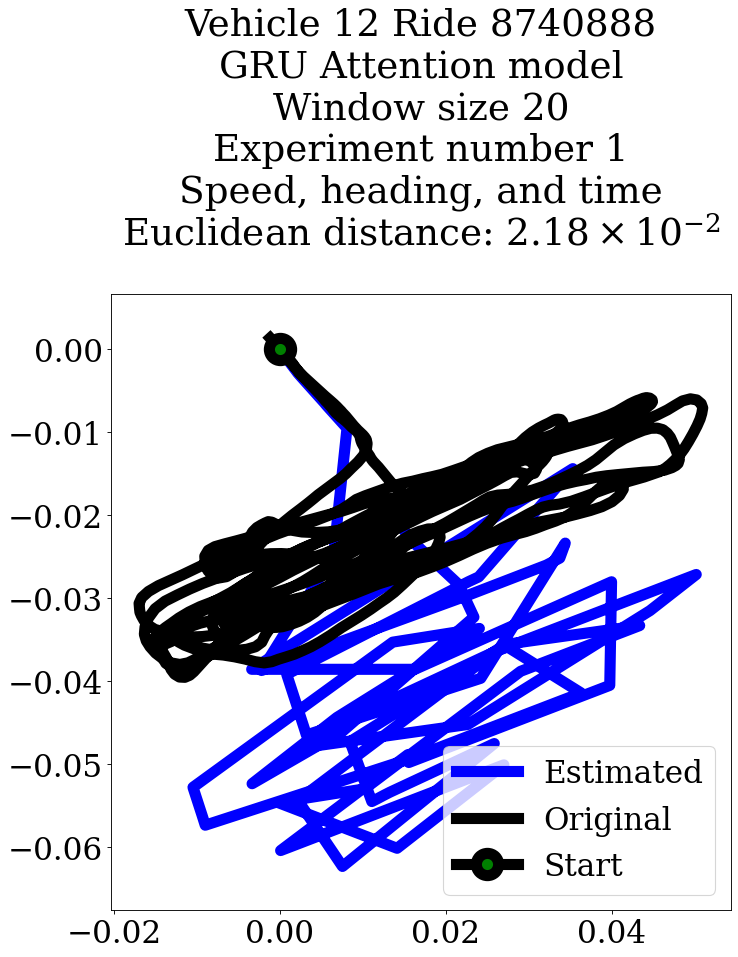 Vehicle 12 Ride 8740888
GRU Attention model
Window size 20
Experiment number 1
Speed, heading, and time
Euclidean distance: 2.18 × 10⁻²
0.00
−0.01
−0.02
−0.03
−0.04
−0.05
−0.06
Estimated
Original
Start
−0.02 0.00 0.02 0.04